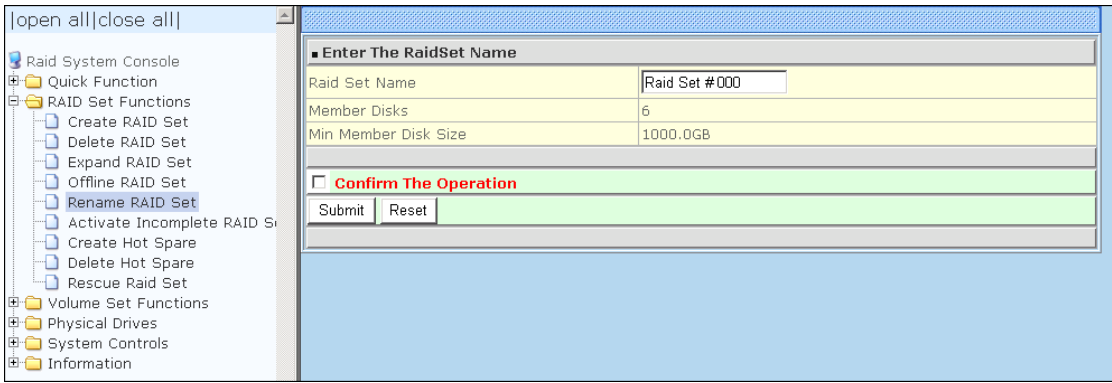 |open all|close all|
Raid System Console
Quick Function
RAID Set Functions
Create RAID Set
Delete RAID Set
Expand RAID Set
Offline RAID Set
Rename RAID Set
Activate Incomplete RAID S
Create Hot Spare
Delete Hot Spare
Rescue Raid Set
Volume Set Functions
Physical Drives
System Controls
Information
Enter The RaidSet Name
Raid Set Name Raid Set #000
Member Disks 6
Min Member Disk Size 1000.0GB
Confirm The Operation
Submit Reset